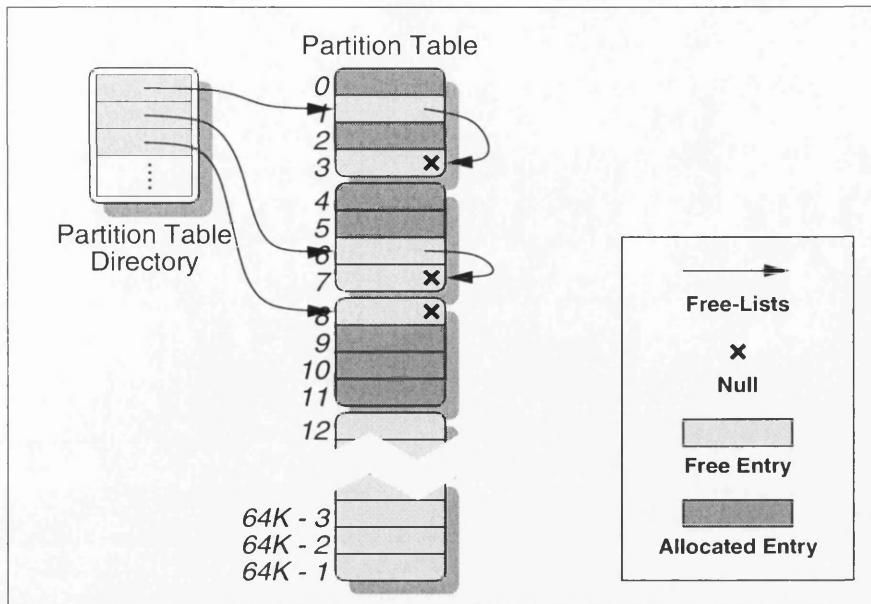 Partition Table
0
1
2
3
4
5
6
7
8
9
10
11
12
64K - 3
64K - 2
64K - 1
Partition Table
Directory
Free-Lists
Null
Free Entry
Allocated Entry